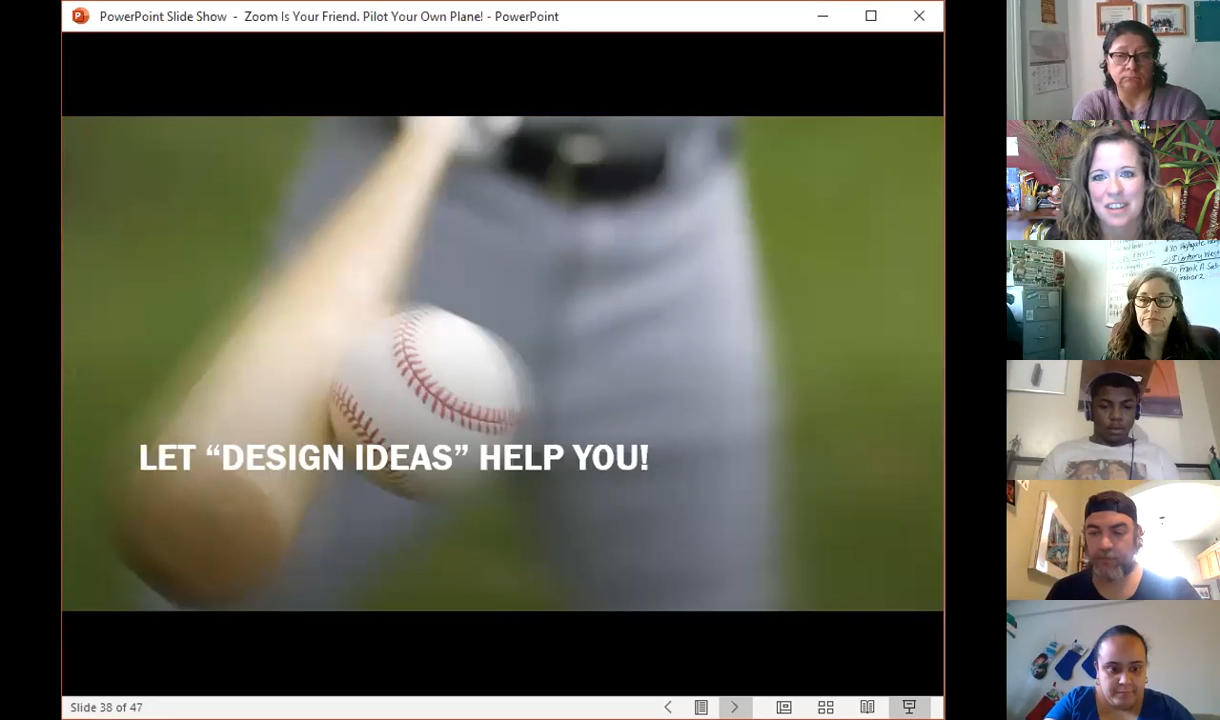 PowerPoint Slide Show - Zoom Is Your Friend. Pilot Your Own Plane! - PowerPoint
LET “DESIGN IDEAS” HELP YOU!
Slide 38 of 47